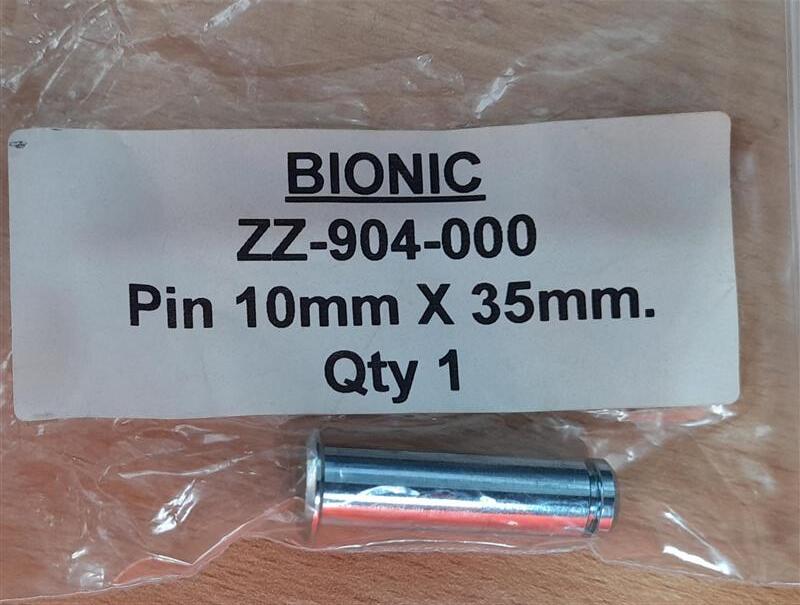 BIONIC
ZZ-904-000
Pin 10mm X 35mm.
Qty 1